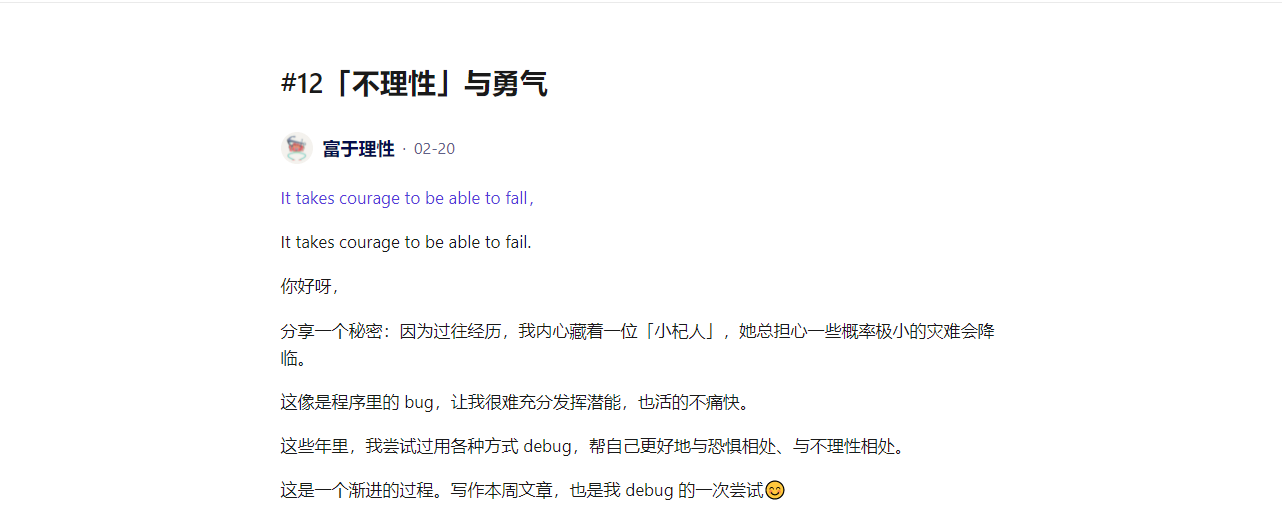 #12「不理性」与勇气
富于理性 · 02-20
It takes courage to be able to fall，
It takes courage to be able to fail.
你好呀，
分享一个秘密：因为过往经历，我内心藏着一位「小杞人」，她总担心一些概率极小的灾难会降
临。
这像是程序里的 bug，让我很难充分发挥潜能，也活的不痛快。
这些年里，我尝试过用各种方式 debug，帮自己更好地与恐惧相处、与不理性相处。
这是一个渐进的过程。写作本周文章，也是我 debug 的一次尝试😊